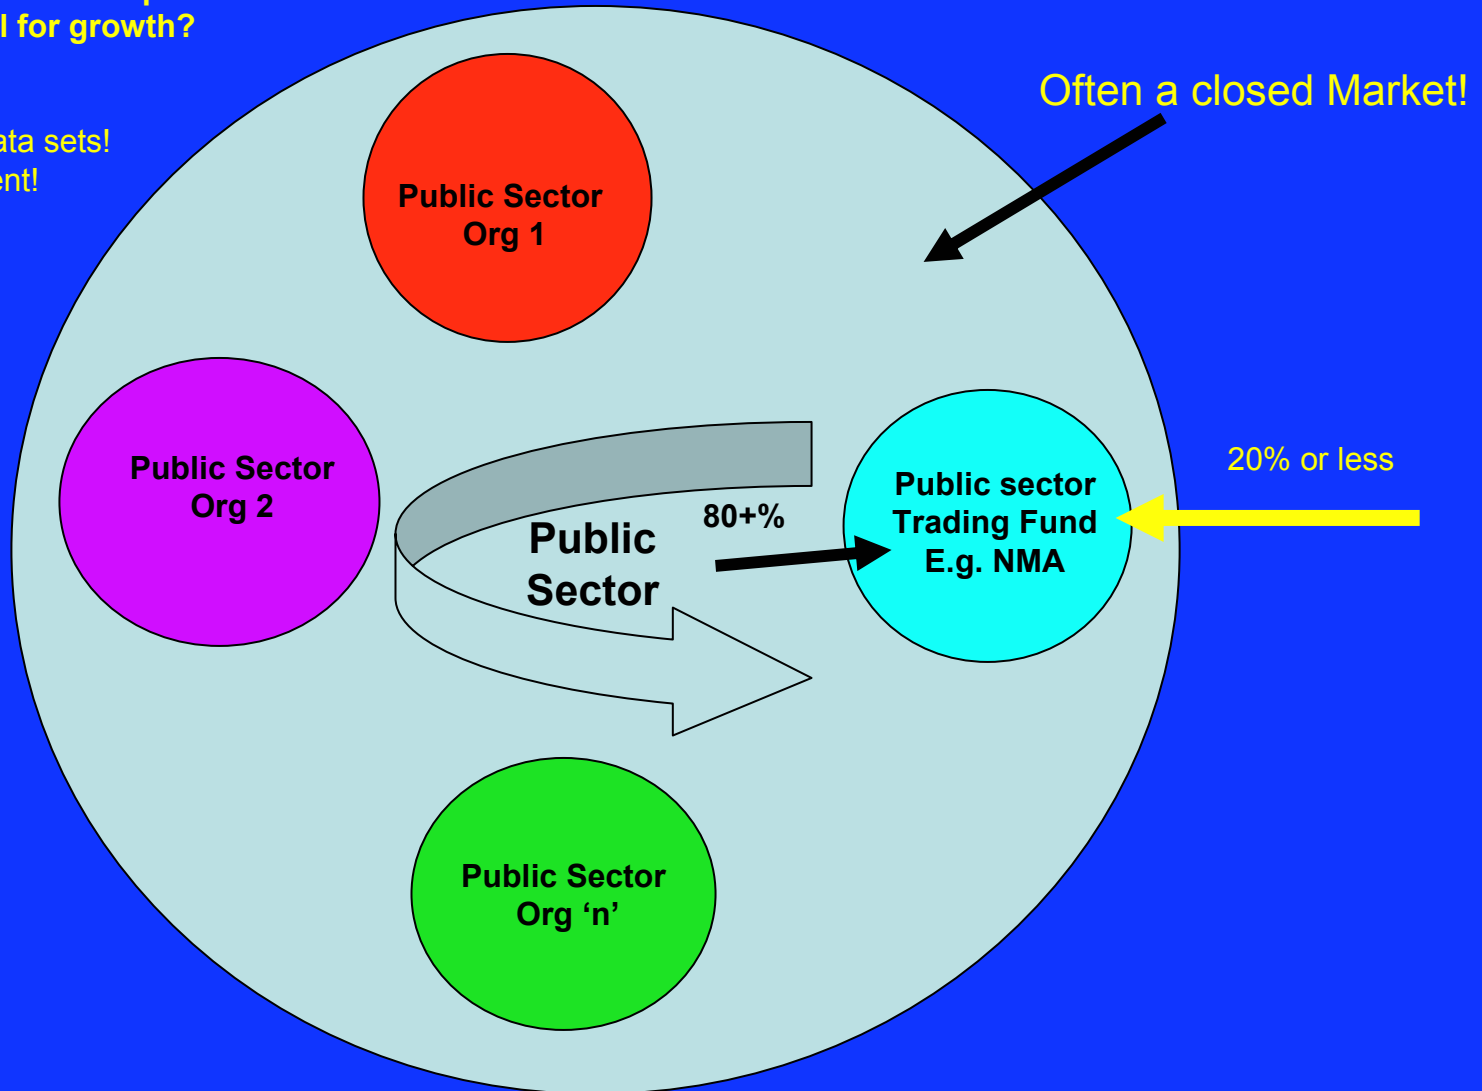 l for growth?
Often a closed Market!
ata sets!
ent!
Public Sector
Org 1
Public Sector
Org 2
Public
Sector
80+%
Public sector
Trading Fund
E.g. NMA
20% or less
Public Sector
Org ‘n’